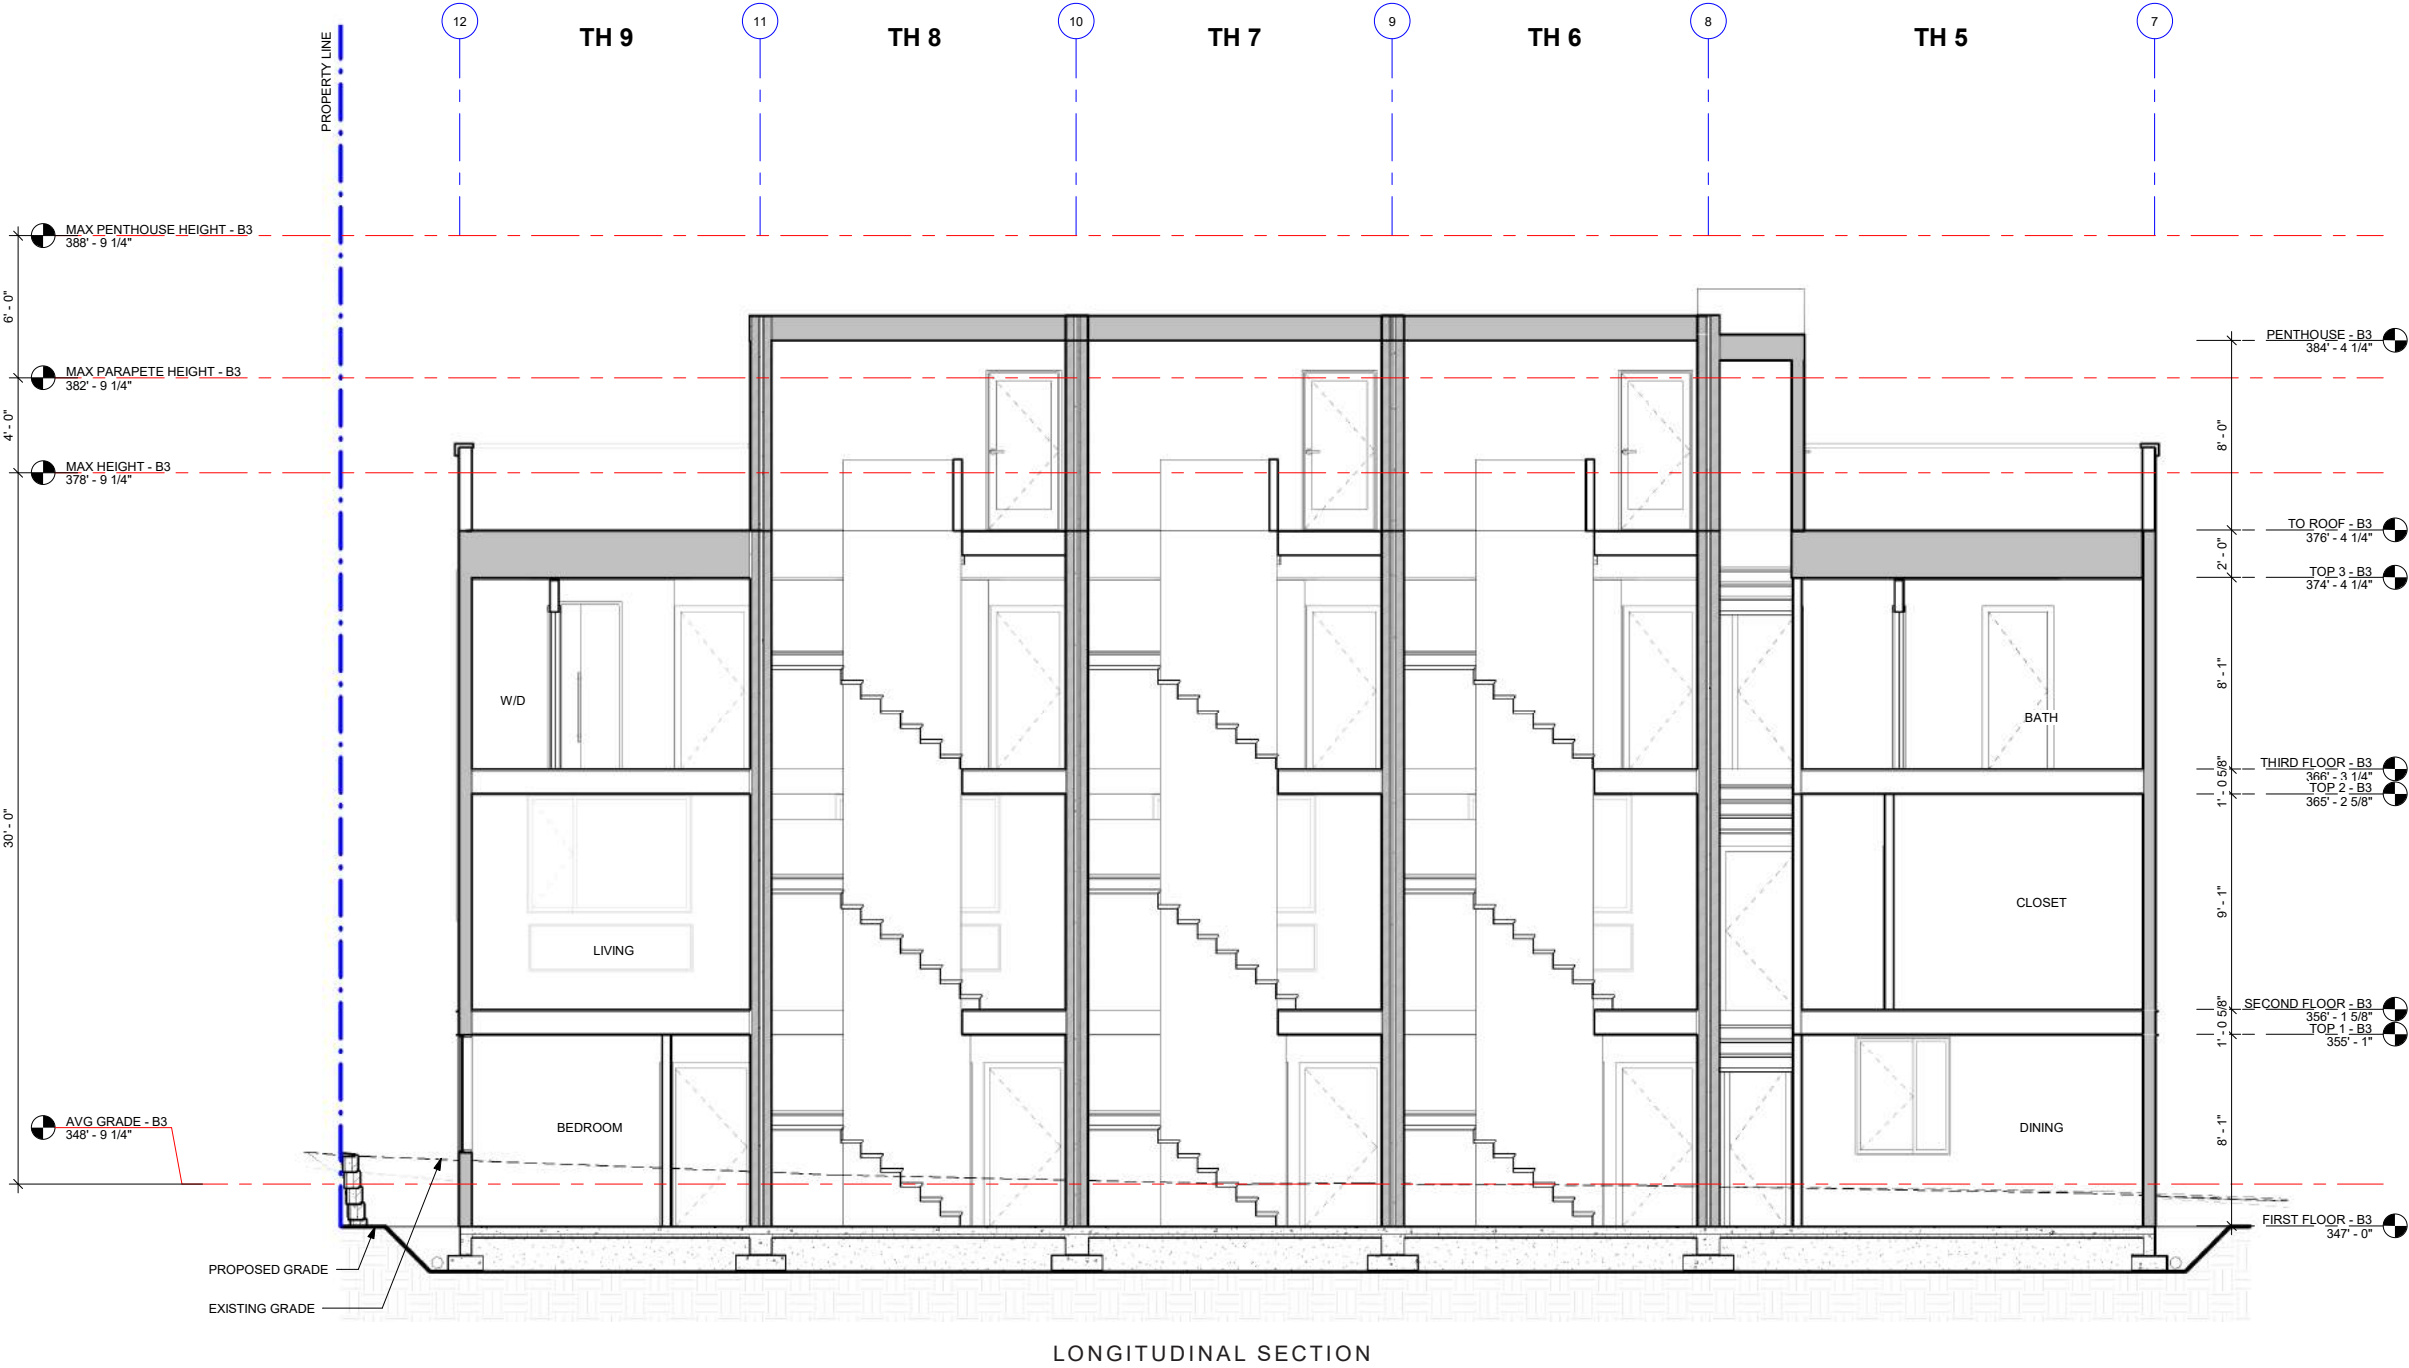 12
11
10
9
8
7
TH 9
TH 8
TH 7
TH 6
TH 5
PROPERTY LINE
MAX PENTHOUSE HEIGHT - B3
388' - 9 1/4"
6' - 0"
MAX PARAPETE HEIGHT - B3
382' - 9 1/4"
4' - 0"
MAX HEIGHT - B3
378' - 9 1/4"
30' - 0"
AVG GRADE - B3
348' - 9 1/4"
PROPOSED GRADE
EXISTING GRADE
W/D
LIVING
BEDROOM
BATH
CLOSET
DINING
PENTHOUSE - B3
384' - 4 1/4"
8' - 0"
TO ROOF - B3
376' - 4 1/4"
2' - 0"
TOP 3 - B3
374' - 4 1/4"
8' - 1"
THIRD FLOOR - B3
366' - 3 1/4"
1' - 0 5/8"
TOP 2 - B3
365' - 2 5/8"
9' - 1"
SECOND FLOOR - B3
356' - 1 5/8"
1' - 0 5/8"
TOP 1 - B3
355' - 1"
8' - 1"
FIRST FLOOR - B3
347' - 0"
LONGITUDINAL SECTION